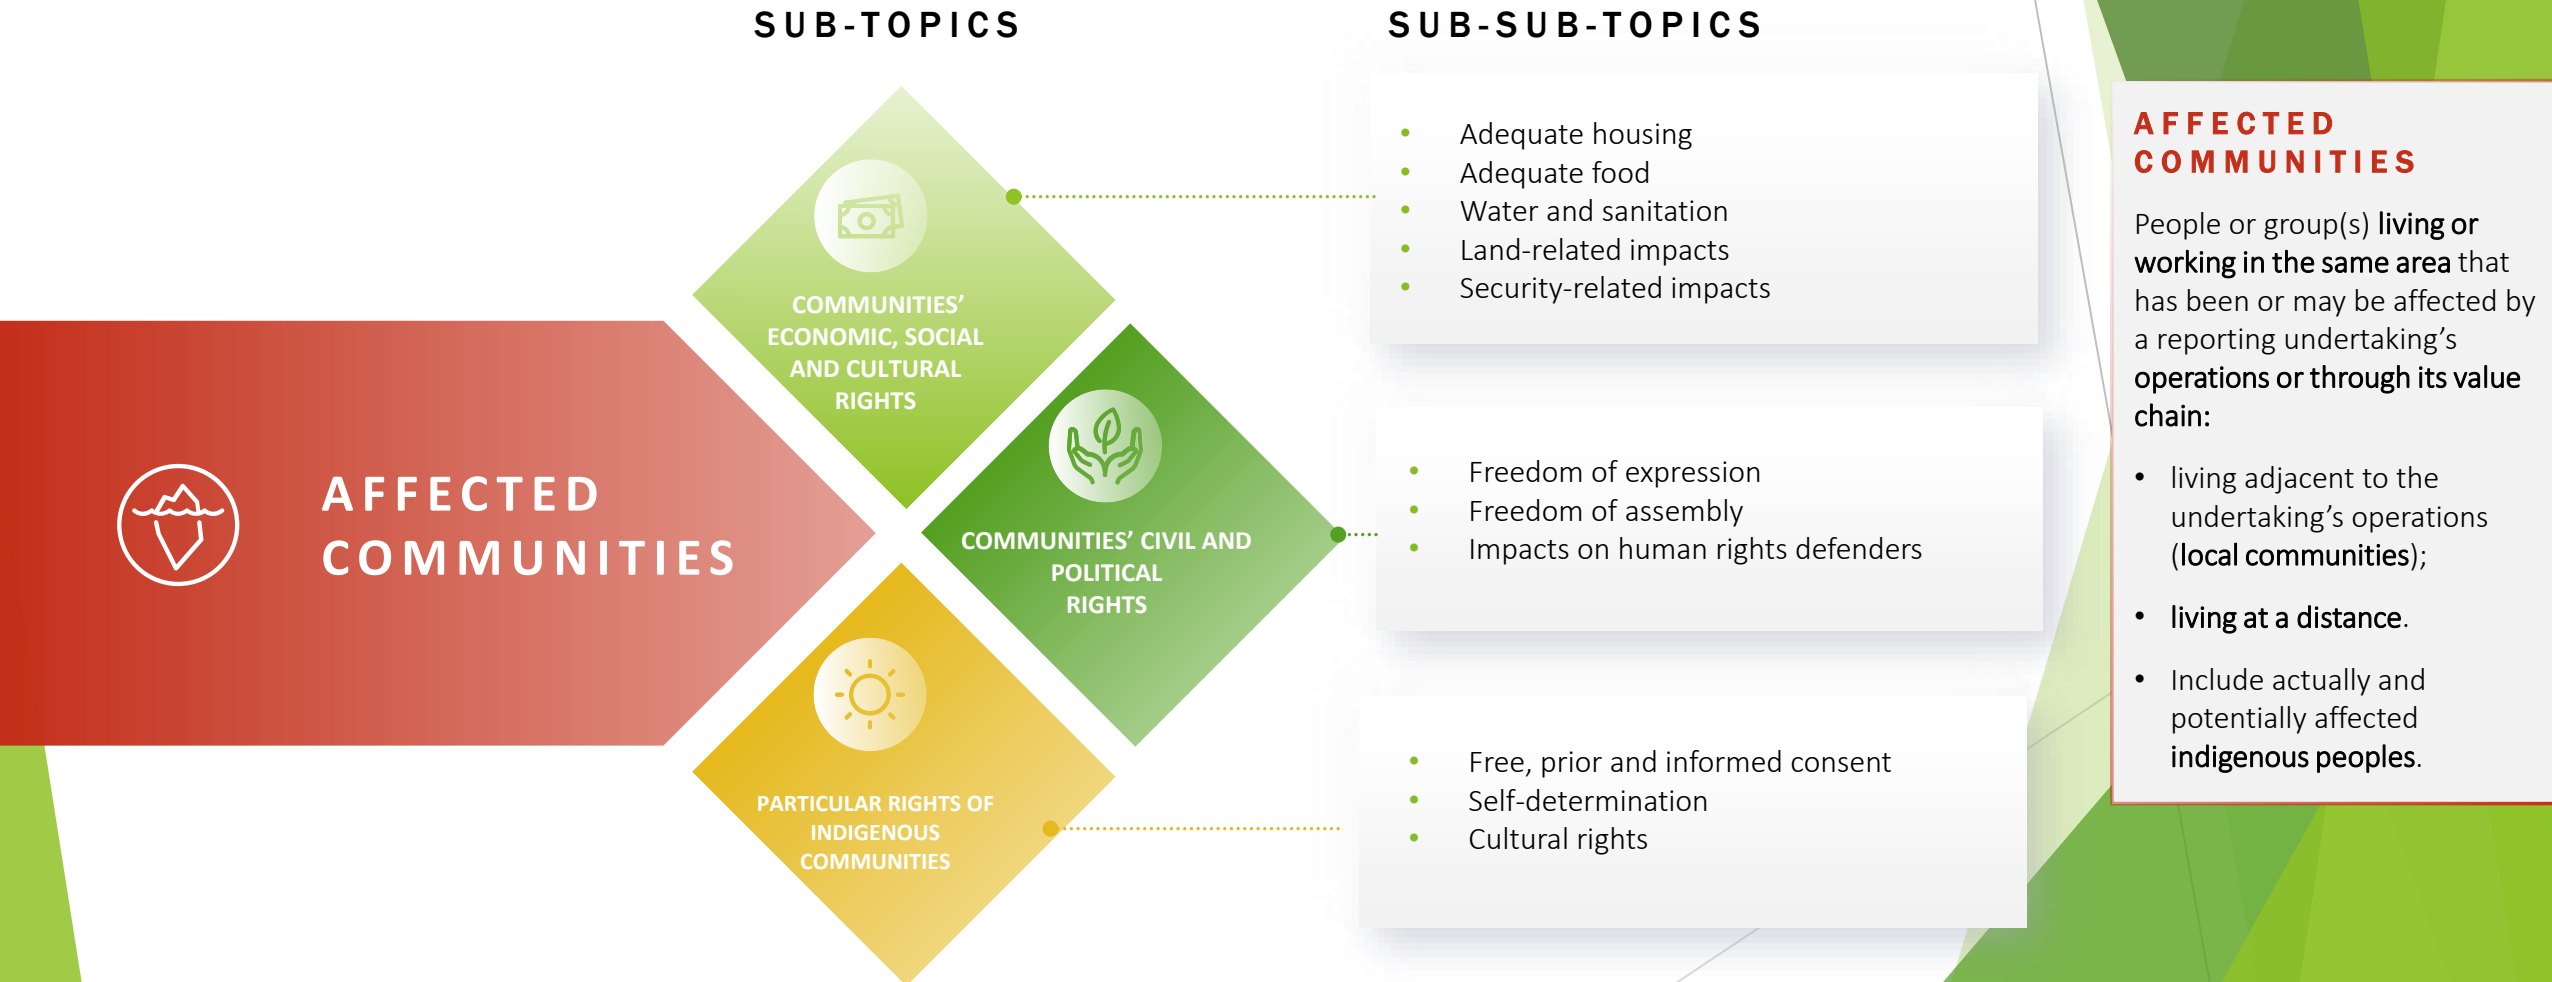 SUB-TOPICS
SUB-SUB-TOPICS
AFFECTED
COMMUNITIES
COMMUNITIES’
ECONOMIC, SOCIAL
AND CULTURAL
RIGHTS
COMMUNITIES’ CIVIL AND
POLITICAL
RIGHTS
PARTICULAR RIGHTS OF
INDIGENOUS
COMMUNITIES
• Adequate housing
• Adequate food
• Water and sanitation
• Land-related impacts
• Security-related impacts
• Freedom of expression
• Freedom of assembly
• Impacts on human rights defenders
• Free, prior and informed consent
• Self-determination
• Cultural rights
AFFECTED
COMMUNITIES
People or group(s) living or
working in the same area that
has been or may be affected by
a reporting undertaking’s
operations or through its value
chain:
• living adjacent to the
undertaking’s operations
(local communities);
• living at a distance.
• Include actually and
potentially affected
indigenous peoples.